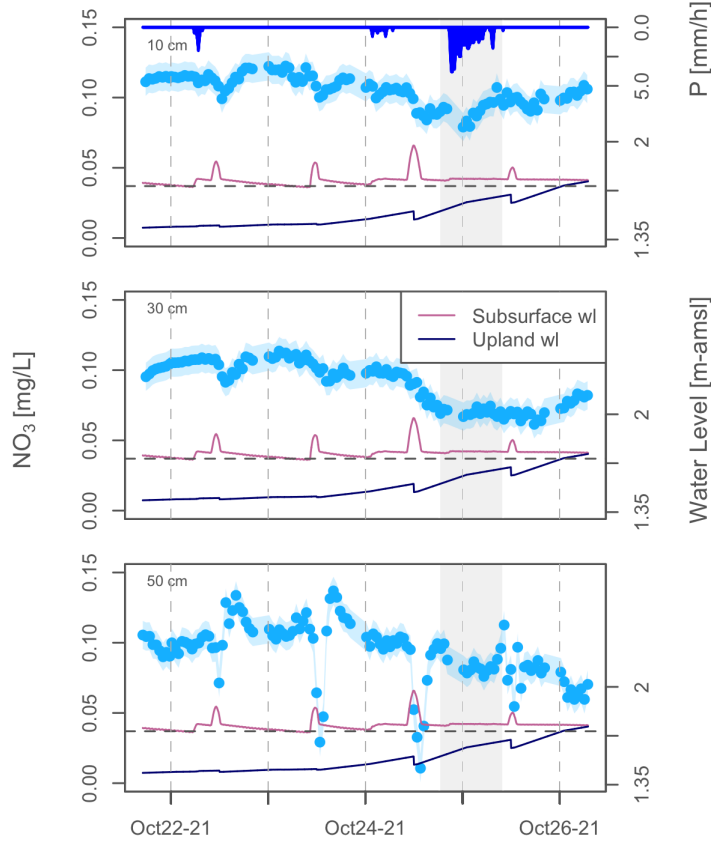 0.15
0.10
0.05
0.00
10 cm
0.0
5.0
2
1.35
P [mm/h]
0.15
0.10
0.05
0.00
30 cm
Subsurface wl
Upland wl
2
1.35
NO3 [mg/L]
Water Level [m-amsl]
0.15
0.10
0.05
0.00
50 cm
2
1.35
Oct22-21
Oct24-21
Oct26-21